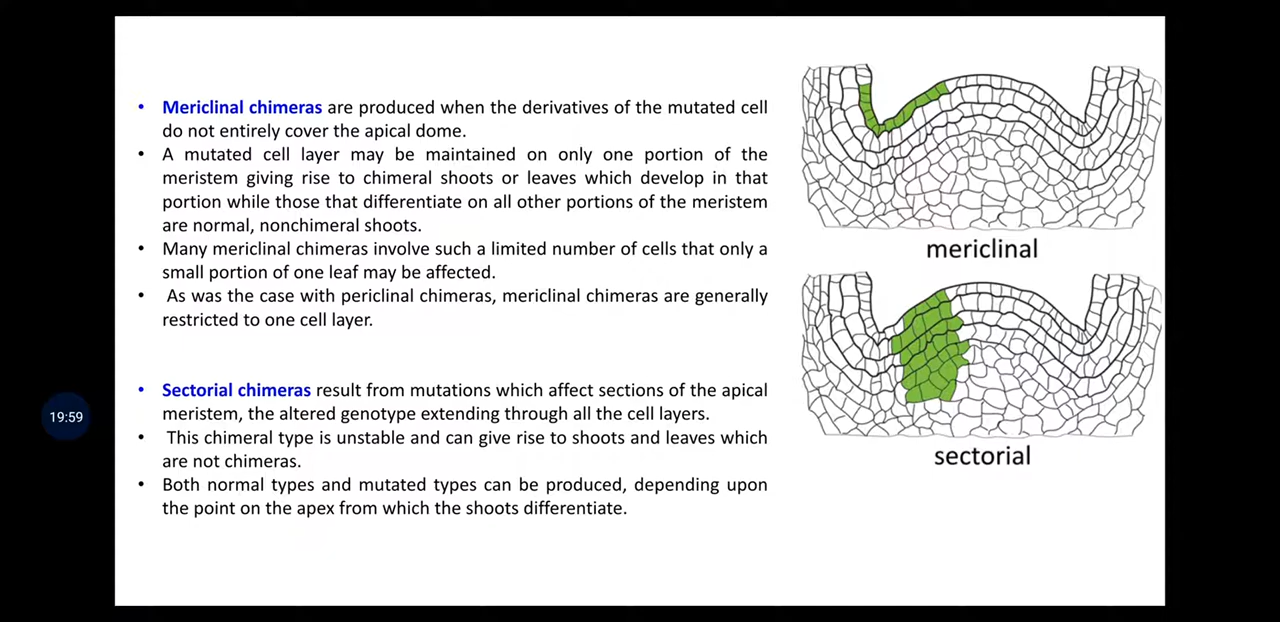 • Mericlinal chimeras are produced when the derivatives of the mutated cell
do not entirely cover the apical dome.
• A mutated cell layer may be maintained on only one portion of the
meristem giving rise to chimeral shoots or leaves which develop in that
portion while those that differentiate on all other portions of the meristem
are normal, nonchimeral shoots.
• Many mericlinal chimeras involve such a limited number of cells that only a
small portion of one leaf may be affected.
• As was the case with periclinal chimeras, mericlinal chimeras are generally
restricted to one cell layer.
• Sectorial chimeras result from mutations which affect sections of the apical
meristem, the altered genotype extending through all the cell layers.
• This chimeral type is unstable and can give rise to shoots and leaves which
are not chimeras.
• Both normal types and mutated types can be produced, depending upon
the point on the apex from which the shoots differentiate.
mericlinal
sectorial
19:59